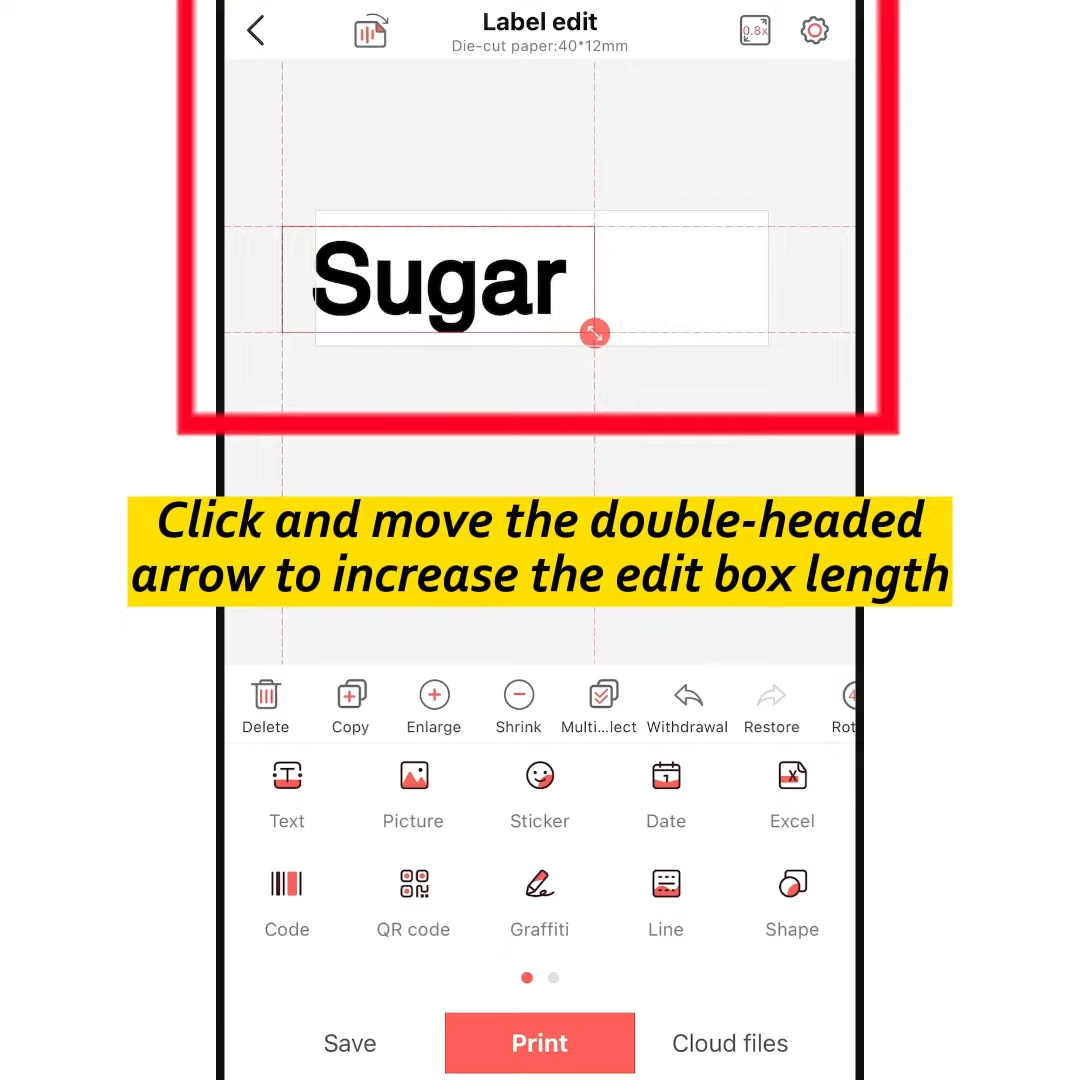 Label edit
Die-cut paper:40*12mm
0.8x
Sugar
Click and move the double-headed
arrow to increase the edit box length
Delete Copy Enlarge Shrink Multi...lect Withdrawal Restore Rot
Text Picture Sticker Date Excel
Code QR code Graffiti Line Shape
Save Print Cloud files